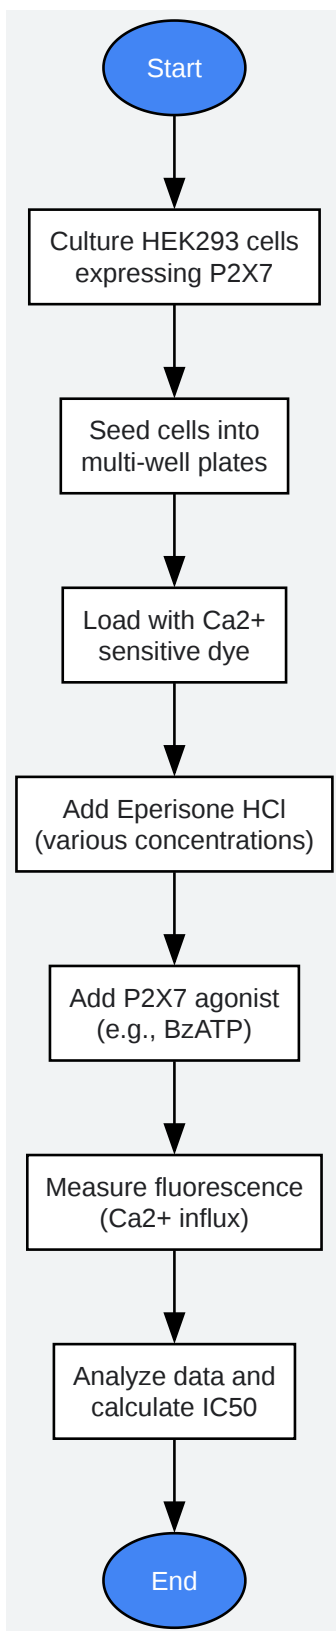 Start
Culture HEK293 cells
expressing P2X7
Seed cells into
multi-well plates
Load with Ca2+
sensitive dye
Add Eperisone HCl
(various concentrations)
Add P2X7 agonist
(e.g., BzATP)
Measure fluorescence
(Ca2+ influx)
Analyze data and
calculate IC50
End